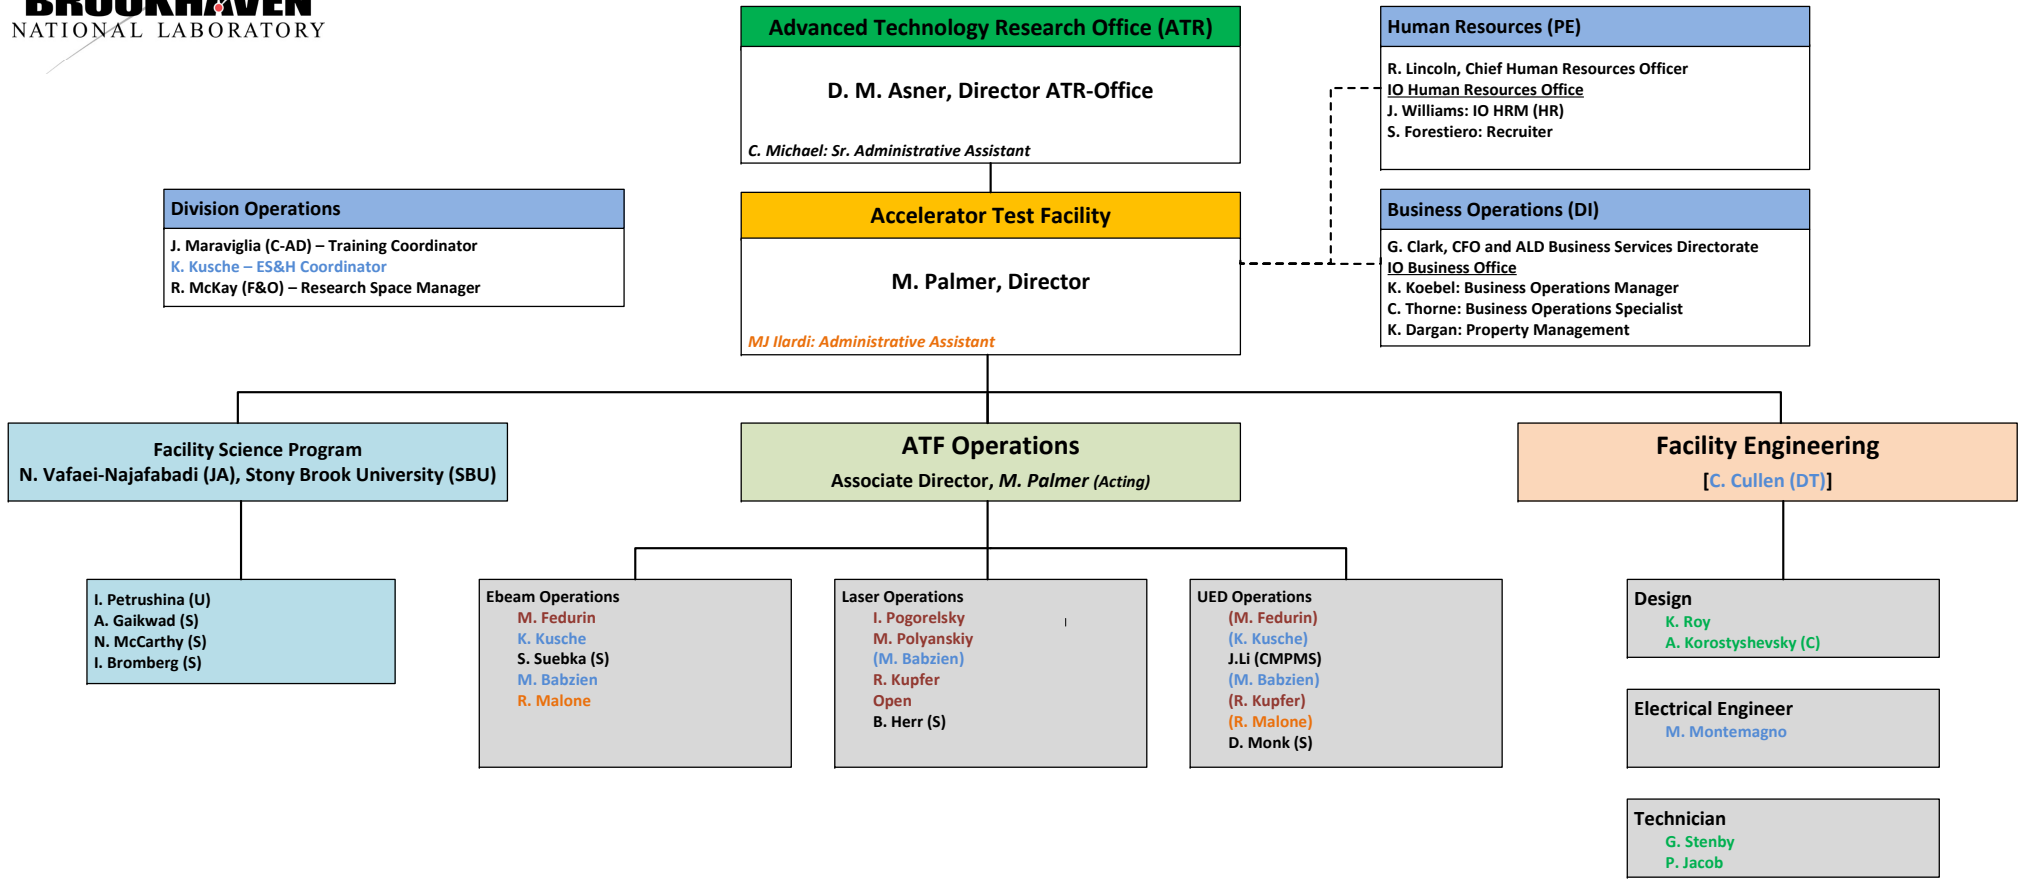 BROOKHAVEN
NATIONAL LABORATORY
Advanced Technology Research Office (ATR)
D. M. Asner, Director ATR-Office
C. Michael: Sr. Administrative Assistant
Human Resources (PE)
R. Lincoln, Chief Human Resources Officer
IO Human Resources Office
J. Williams: IO HRM (HR)
S. Forestiero: Recruiter
Division Operations
J. Maraviglia (C-AD) – Training Coordinator
K. Kusche – ES&H Coordinator
R. McKay (F&O) – Research Space Manager
Accelerator Test Facility
M. Palmer, Director
MJ Ilardi: Administrative Assistant
Business Operations (DI)
G. Clark, CFO and ALD Business Services Directorate
IO Business Office
K. Koebel: Business Operations Manager
C. Thorne: Business Operations Specialist
K. Dargan: Property Management
Facility Science Program
N. Vafaei-Najafabadi (JA), Stony Brook University (SBU)
ATF Operations
Associate Director, M. Palmer (Acting)
Facility Engineering
[C. Cullen (DT)]
I. Petrushina (U)
A. Gaikwad (S)
N. McCarthy (S)
I. Bromberg (S)
Ebeam Operations
M. Fedurin
K. Kusche
S. Suebka (S)
M. Babzien
R. Malone
Laser Operations
I. Pogorelsky
M. Polyanskiy
(M. Babzien)
R. Kupfer
Open
B. Herr (S)
UED Operations
(M. Fedurin)
(K. Kusche)
J.Li (CMPMS)
(M. Babzien)
(R. Kupfer)
(R. Malone)
D. Monk (S)
Design
K. Roy
A. Korostyshevsky (C)
Electrical Engineer
M. Montemagno
Technician
G. Stenby
P. Jacob